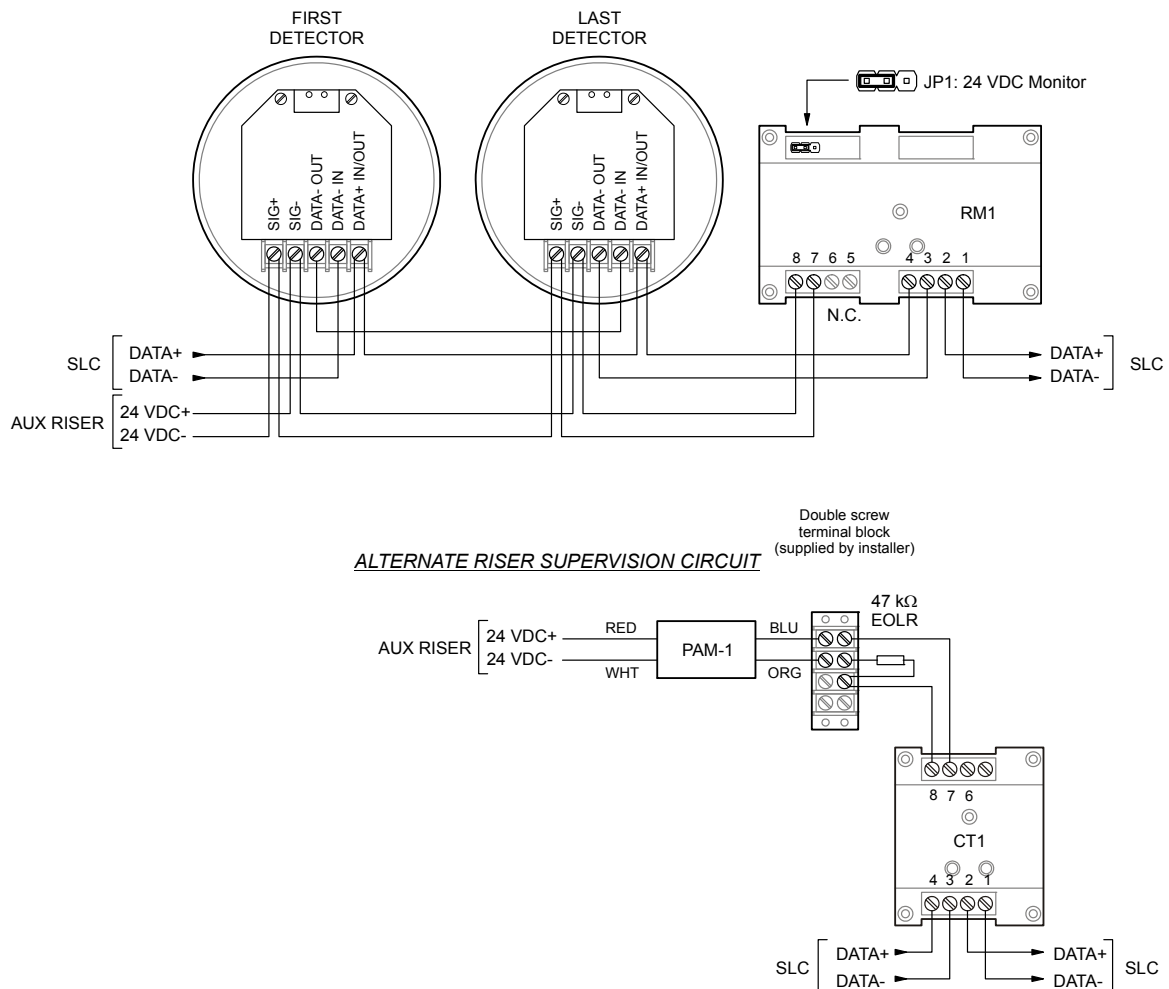 FIRST
DETECTOR
LAST
DETECTOR
JP1: 24 VDC Monitor
SIG+
SIG-
DATA- OUT
DATA- IN
DATA+ IN/OUT
SIG+
SIG-
DATA- OUT
DATA- IN
DATA+ IN/OUT
RM1
8 7 6 5
4 3 2 1
N.C.
SLC
DATA+
DATA-
AUX RISER
24 VDC+
24 VDC-
DATA+
DATA-
SLC
Double screw
terminal block
(supplied by installer)
ALTERNATE RISER SUPERVISION CIRCUIT
47 kΩ
EOLR
AUX RISER
24 VDC+
24 VDC-
RED
WHT
PAM-1
BLU
ORG
8 7 6
CT1
4 3 2 1
SLC
DATA+
DATA-
DATA+
DATA-
SLC